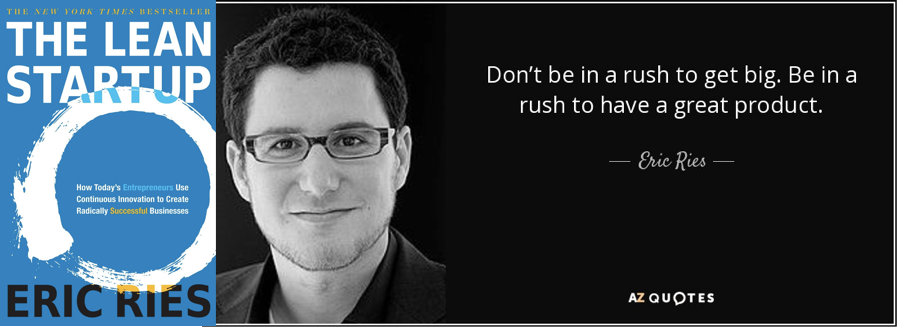 THE NEW YORK TIMES BESTSELLER
THE LEAN
STARTUP
How Today's Entrepreneurs Use
Continuous Innovation to Create
Radically Successful Businesses
ERIC RIES
Don't be in a rush to get big. Be in a
rush to have a great product.
Eric Ries
AZ QUOTES